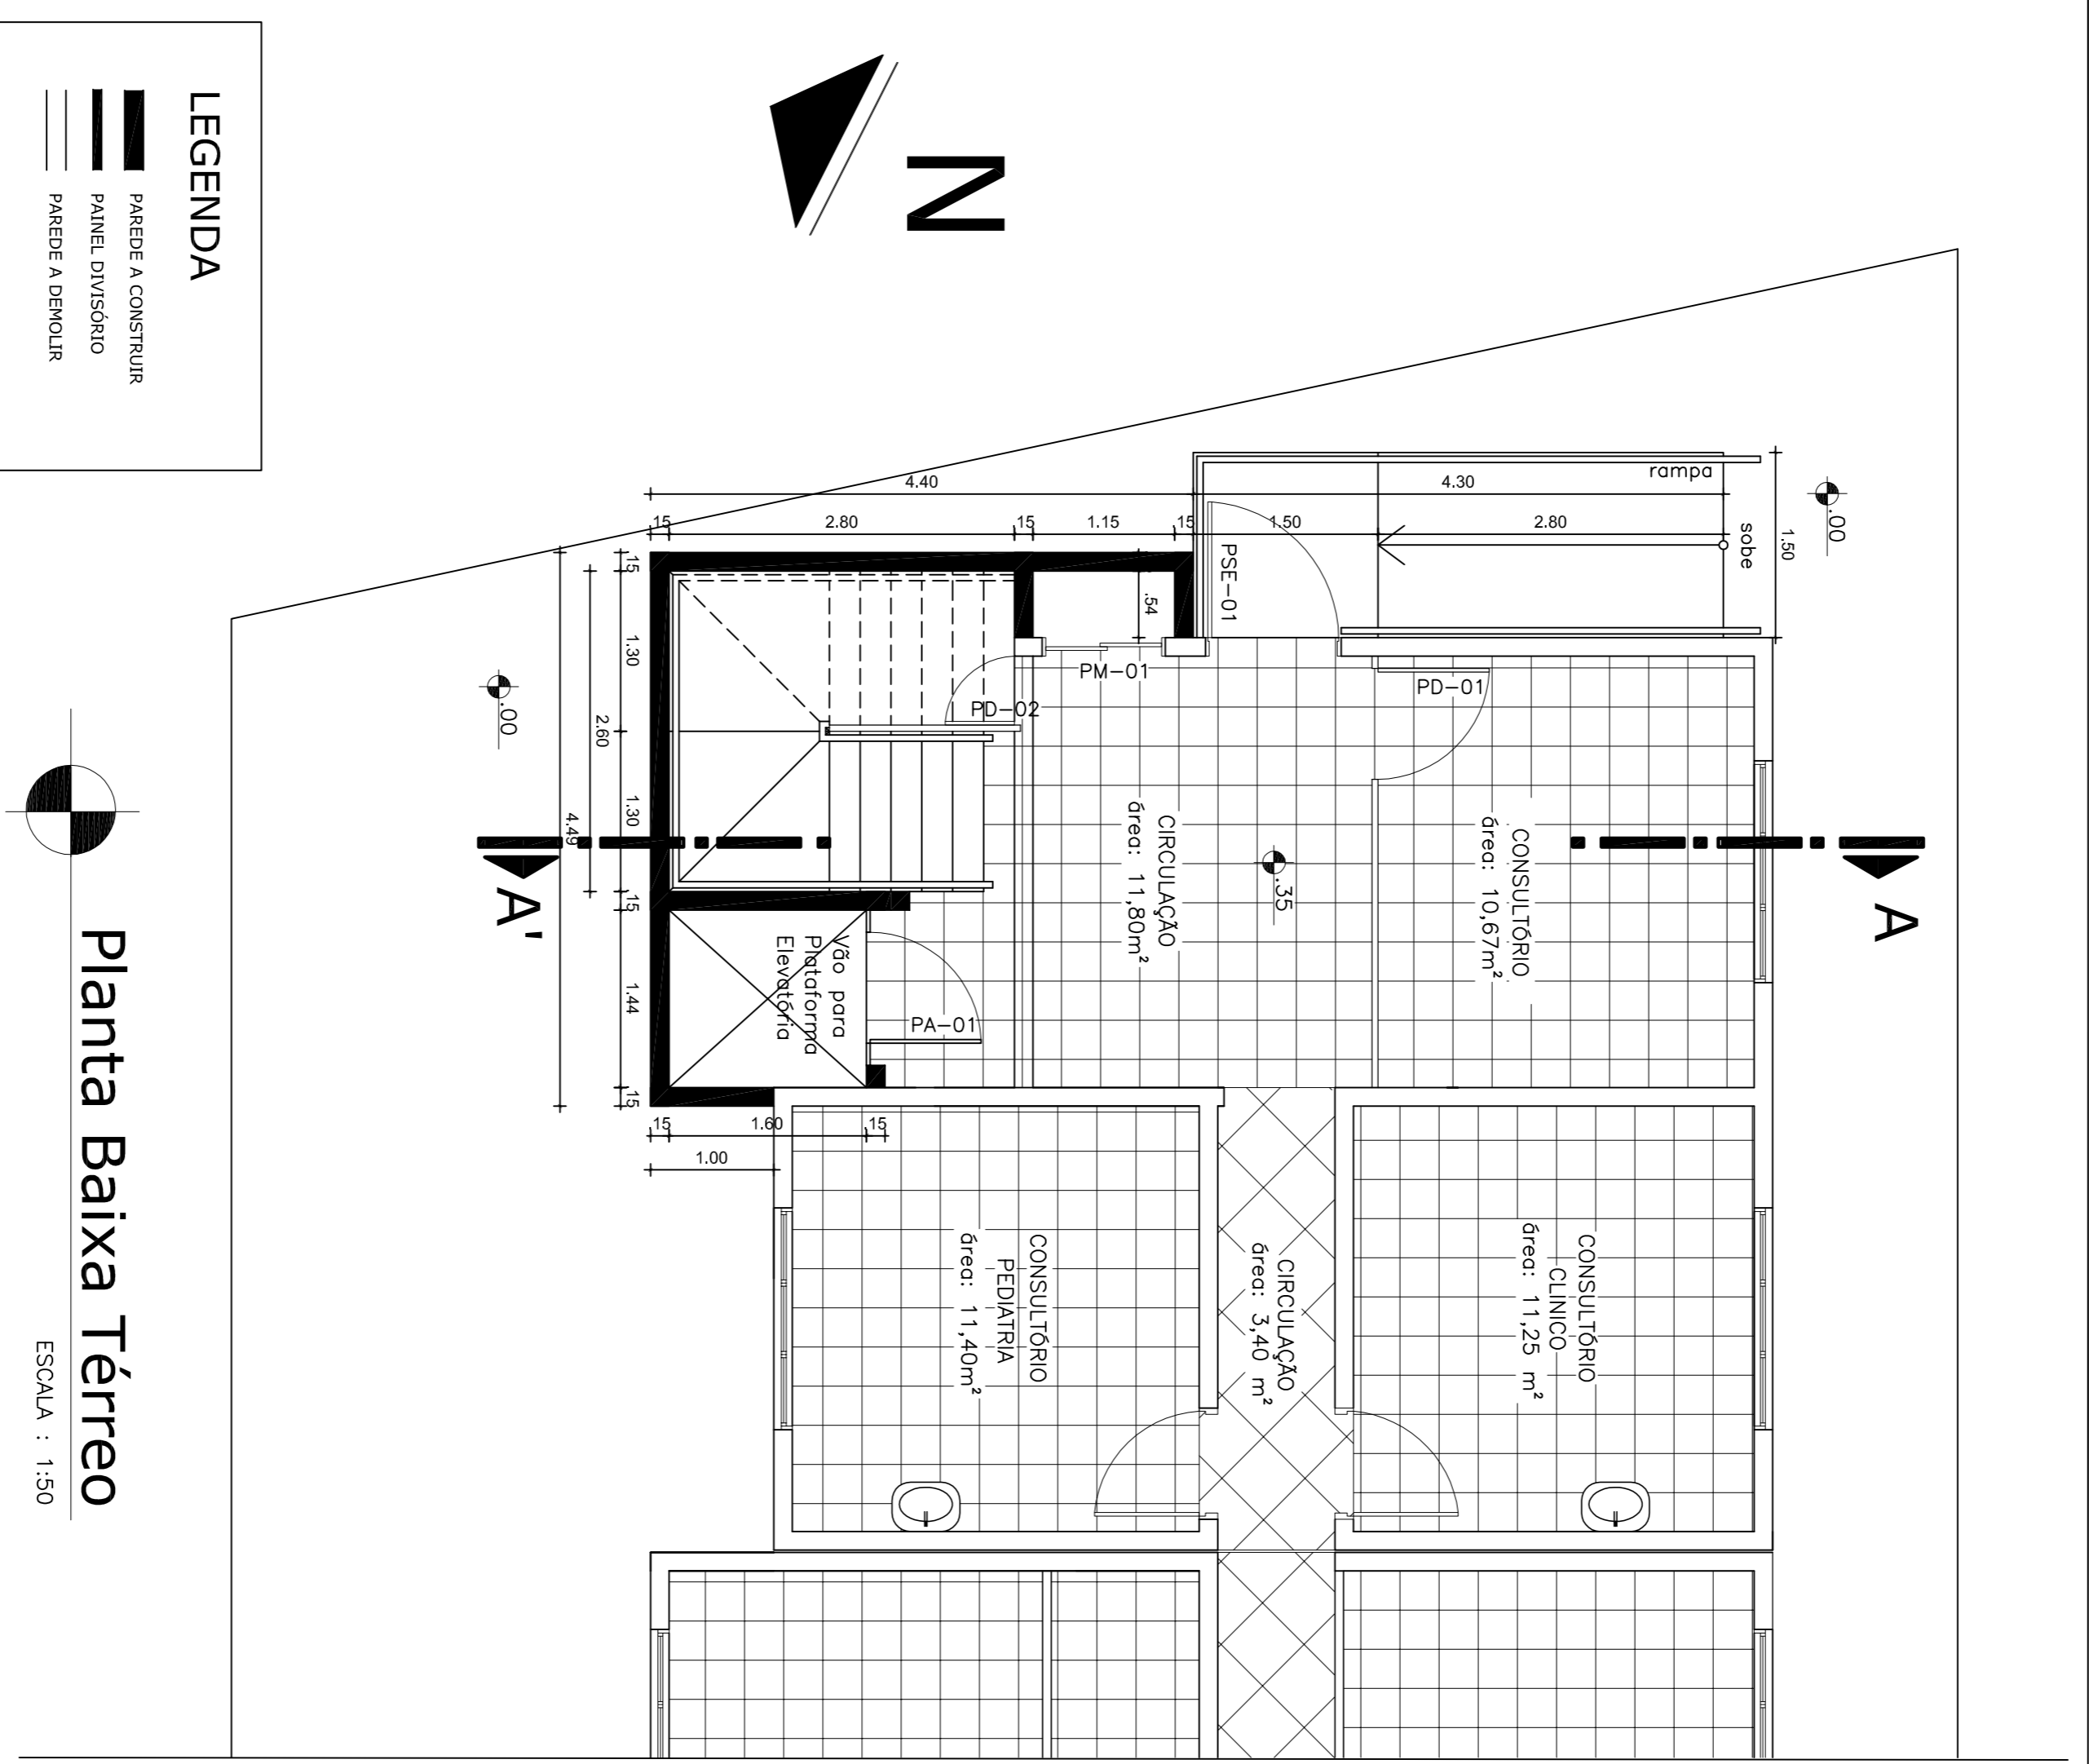 LEGENDA
PAREDE A CONSTRUIR
PAINEL DIVISÓRIO
PAREDE A DEMOLIR
N
rampa
sobe
.00
1.50
4.40
4.30
15
2.80
15
1.15
15
1.50
2.80
PSE-01
.54
PM-01
PD-01
PD-02
15
1.30
2.60
1.30
4.49
15
1.44
15
.00
A'
A
CIRCULAÇÃO
área: 11,80m²
.35
CONSULTÓRIO
área: 10,67m²
Vão para
Plataforma
Elevatória
PA-01
15
1.60
15
1.00
CONSULTÓRIO
PEDIATRIA
área: 11,40m²
CIRCULAÇÃO
área: 3,40 m²
CONSULTÓRIO
CLINICO
área: 11,25 m²
Planta Baixa Térreo
ESCALA : 1:50